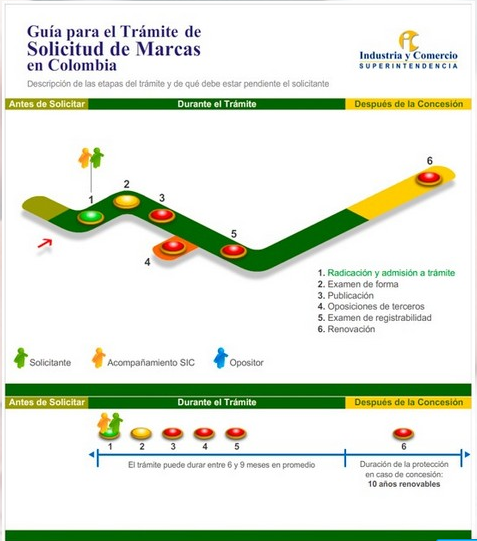 Guía para el Trámite de
Solicitud de Marcas
en Colombia
Industria y Comercio
SUPERINTENDENCIA
Descripción de las etapas del trámite y de qué debe estar pendiente el solicitante
Antes de Solicitar
Durante el Trámite
Después de la Concesión
1
2
3
4
5
6
1. Radicación y admisión a trámite
2. Examen de forma
3. Publicación
4. Oposiciones de terceros
5. Examen de registrabilidad
6. Renovación
Solicitante
Acompañamiento SIC
Opositor
Antes de Solicitar
Durante el Trámite
Después de la Concesión
1
2
3
4
5
6
El trámite puede durar entre 6 y 9 meses en promedio
Duración de la protección
en caso de concesión:
10 años renovables